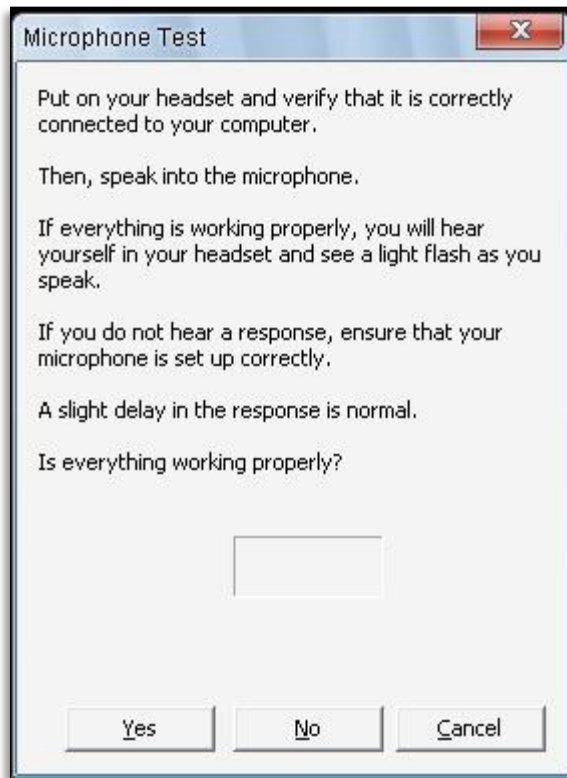 Microphone Test
Put on your headset and verify that it is correctly
connected to your computer.
Then, speak into the microphone.
If everything is working properly, you will hear
yourself in your headset and see a light flash as you
speak.
If you do not hear a response, ensure that your
microphone is set up correctly.
A slight delay in the response is normal.
Is everything working properly?
Yes No Cancel